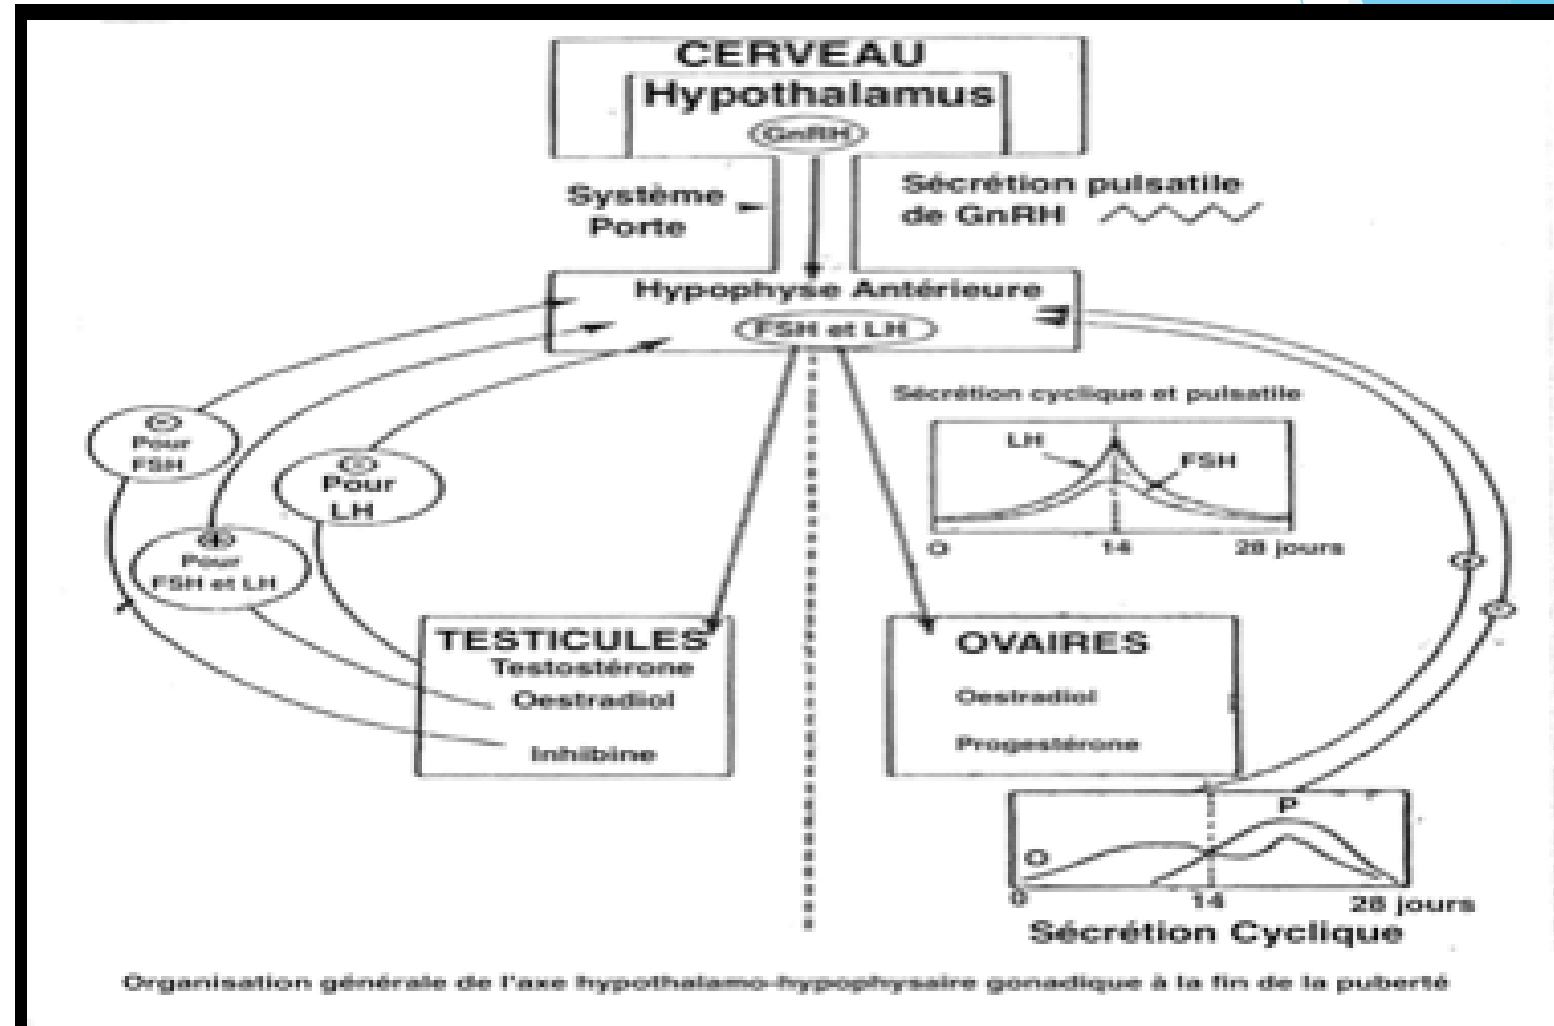 CERVEAU
Hypothalamus
GnRH
Système
Porte
Sécrétion pulsatile
de GnRH
Hypophyse Antérieure
FSH et LH
Sécrétion cyclique et pulsatile
LH
FSH
O
14
28 jours
Pour
FSH
Pour
LH
Pour
FSH et LH
TESTICULES
Testostérone
Oestradiol
Inhibine
OVAIRES
Oestradiol
Progestérone
P
O
0
14
28 jours
Sécrétion Cyclique
Organisation générale de l'axe hypothalamo-hypophysaire gonadique à la fin de la puberté